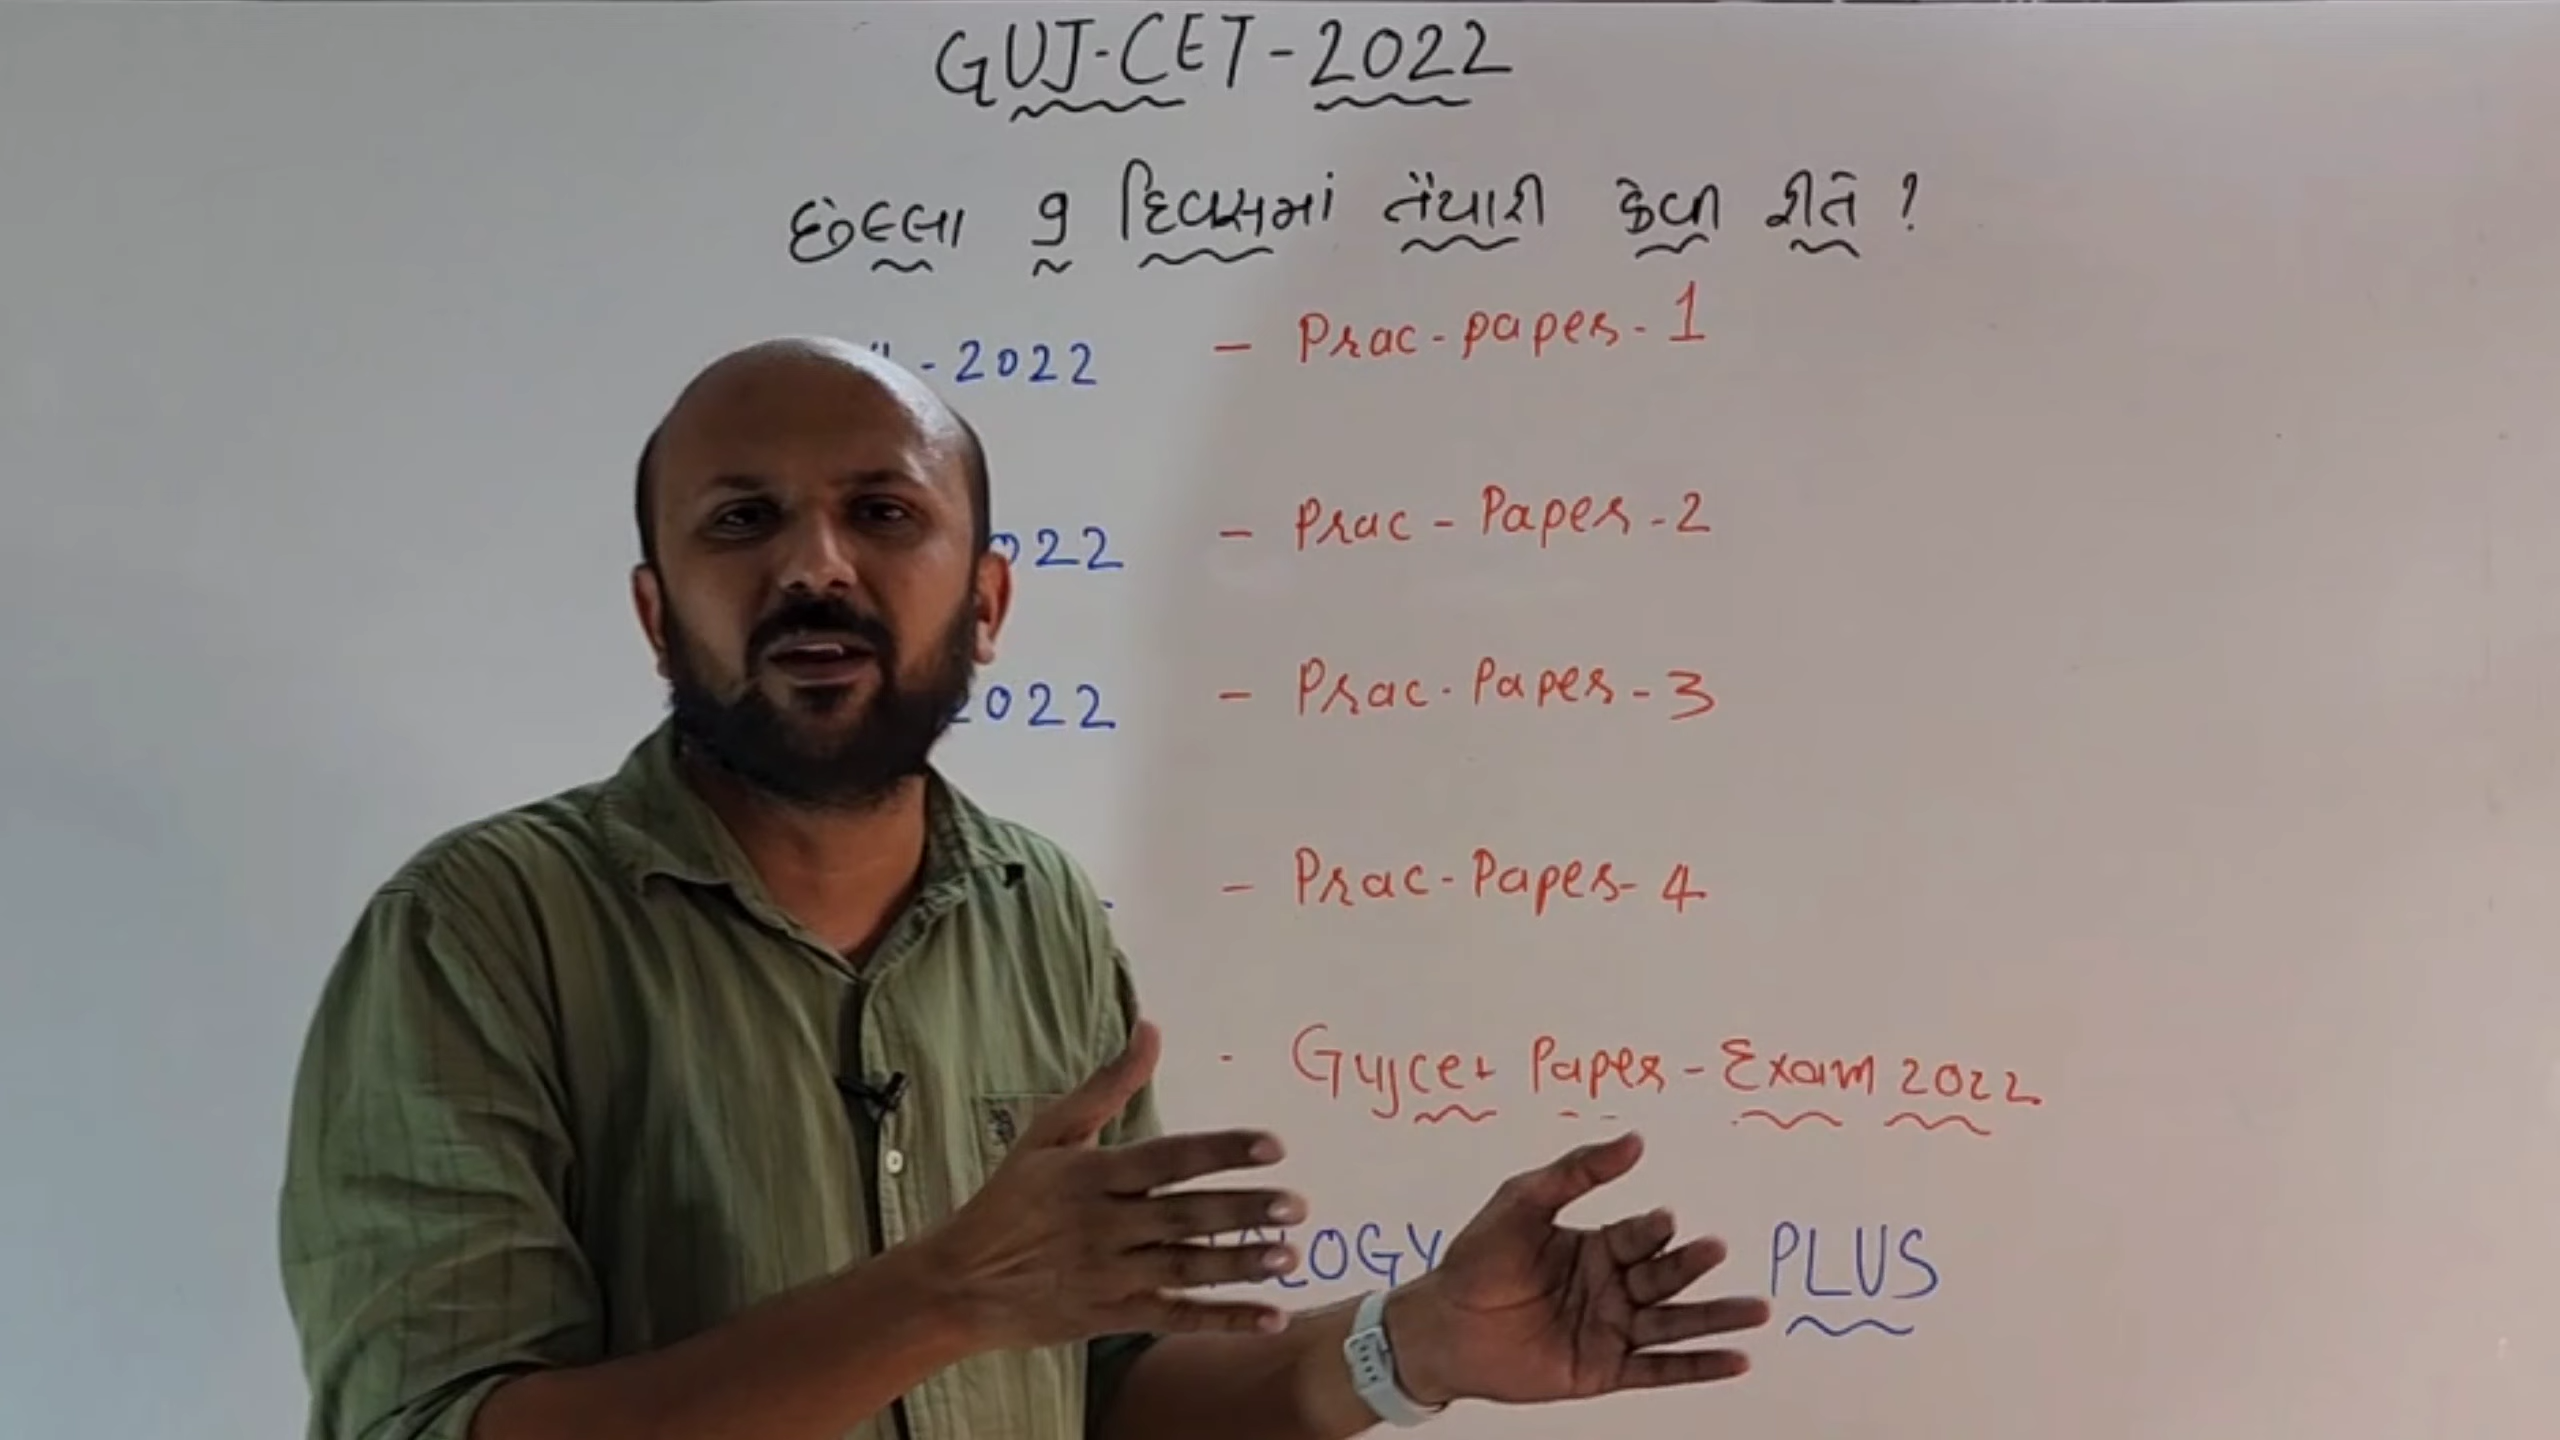 GUJ-CET-2022
છેલ્લા 9 દિવસમાં તૈયારી કેવી રીતે ?
-2022 - Prac-paper-1
022 - Prac-Paper-2
2022 - Prac-Paper-3
- Prac-Paper-4
- Gujcet Paper-Exam 2022
OLOGY PLUS